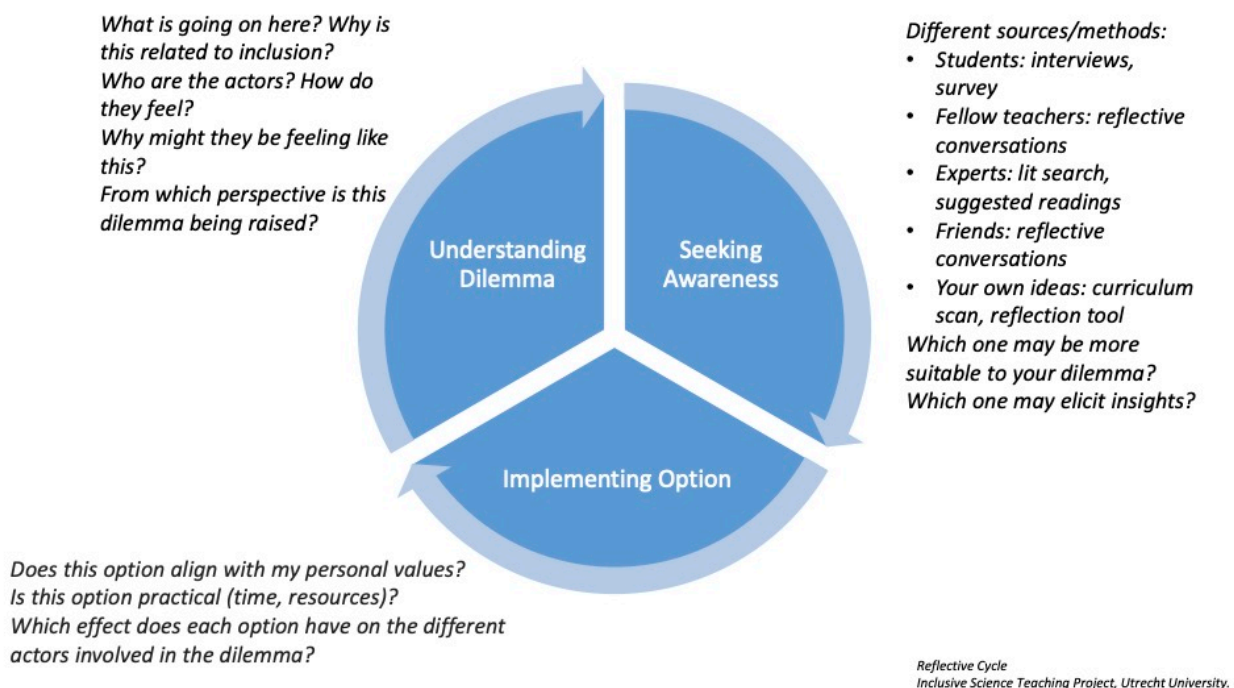 What is going on here? Why is
this related to inclusion?
Who are the actors? How do
they feel?
Why might they be feeling like
this?
From which perspective is this
dilemma being raised?
Understanding
Dilemma
Seeking
Awareness
Different sources/methods:
• Students: interviews,
survey
• Fellow teachers: reflective
conversations
• Experts: lit search,
suggested readings
• Friends: reflective
conversations
• Your own ideas: curriculum
scan, reflection tool
Which one may be more
suitable to your dilemma?
Which one may elicit insights?
Implementing Option
Does this option align with my personal values?
Is this option practical (time, resources)?
Which effect does each option have on the different
actors involved in the dilemma?
Reflective Cycle
Inclusive Science Teaching Project, Utrecht University.